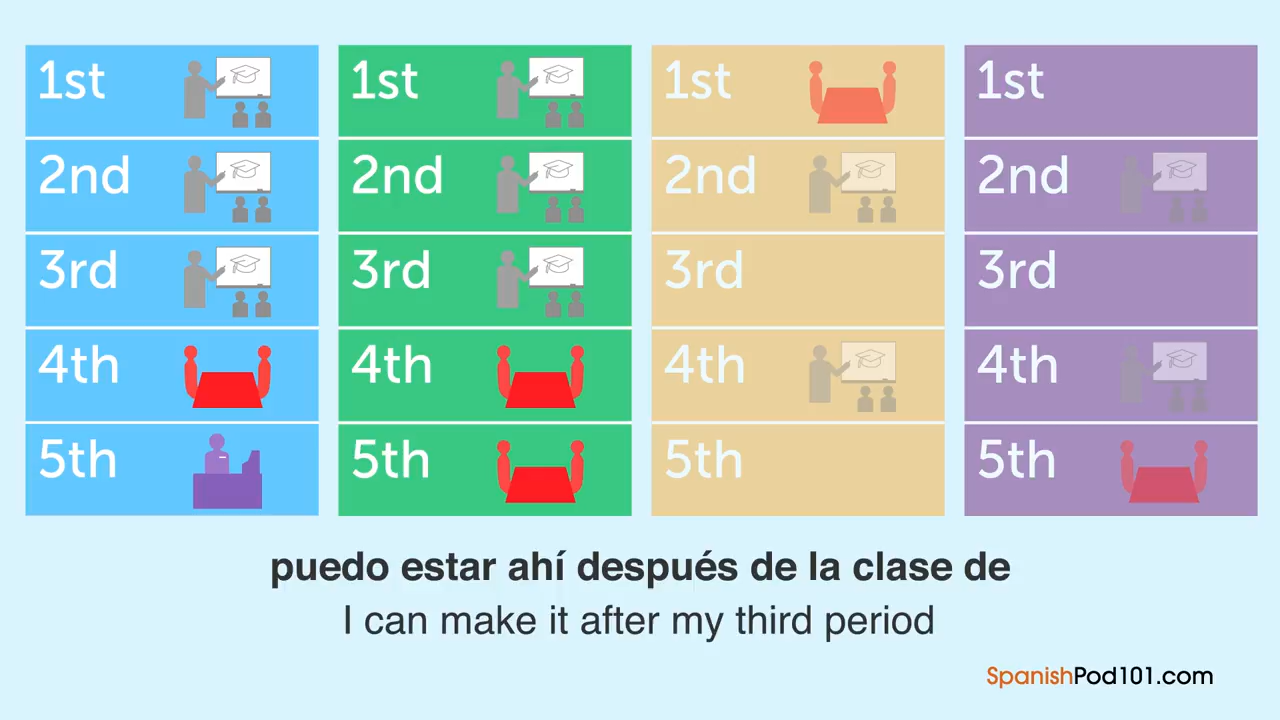 1st
2nd
3rd
4th
5th
1st
2nd
3rd
4th
5th
1st
2nd
3rd
4th
5th
1st
2nd
3rd
4th
5th
puedo estar ahí después de la clase de
I can make it after my third period
SpanishPod101.com